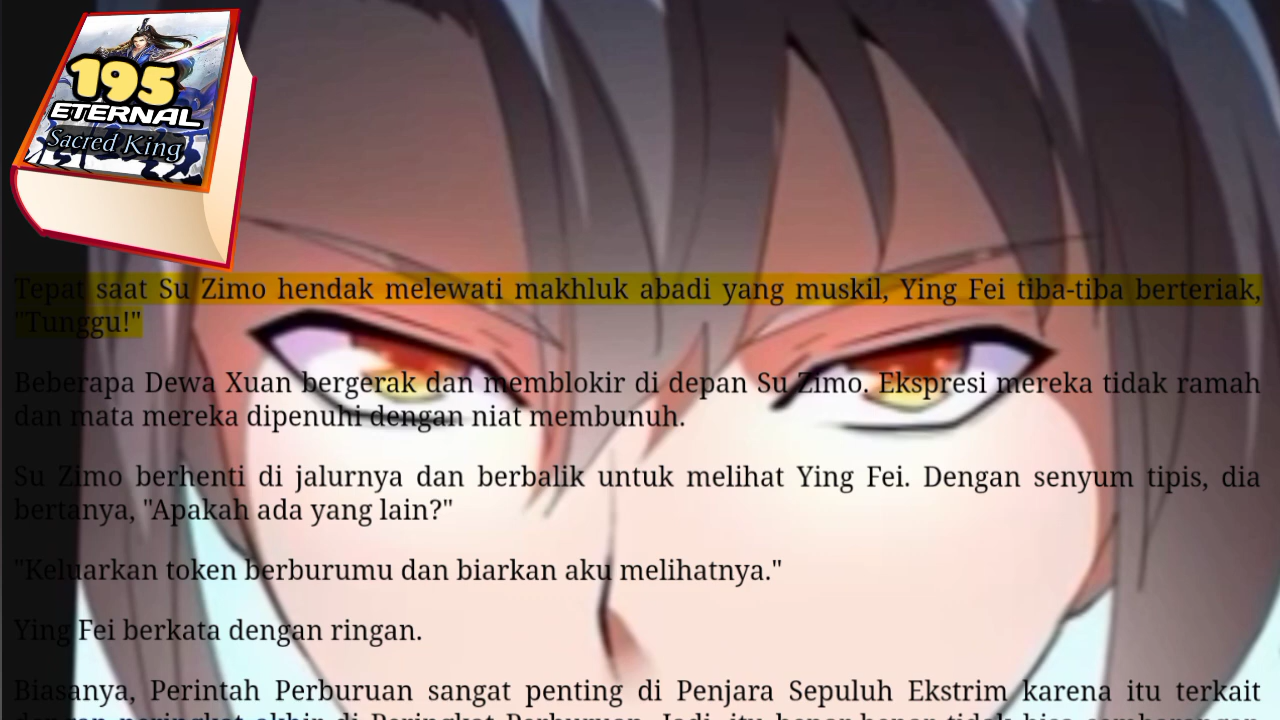 195
ETERNAL
Sacred King
Tepat saat Su Zimo hendak melewati makhluk abadi yang muskil, Ying Fei tiba-tiba berteriak,
"Tunggu!"
Beberapa Dewa Xuan bergerak dan memblokir di depan Su Zimo. Ekspresi mereka tidak ramah
dan mata mereka dipenuhi dengan niat membunuh.
Su Zimo berhenti di jalurnya dan berbalik untuk melihat Ying Fei. Dengan senyum tipis, dia
bertanya, "Apakah ada yang lain?"
"Keluarkan token berburumu dan biarkan aku melihatnya."
Ying Fei berkata dengan ringan.
Biasanya, Perintah Perburuan sangat penting di Penjara Sepuluh Ekstrim karena itu terkait